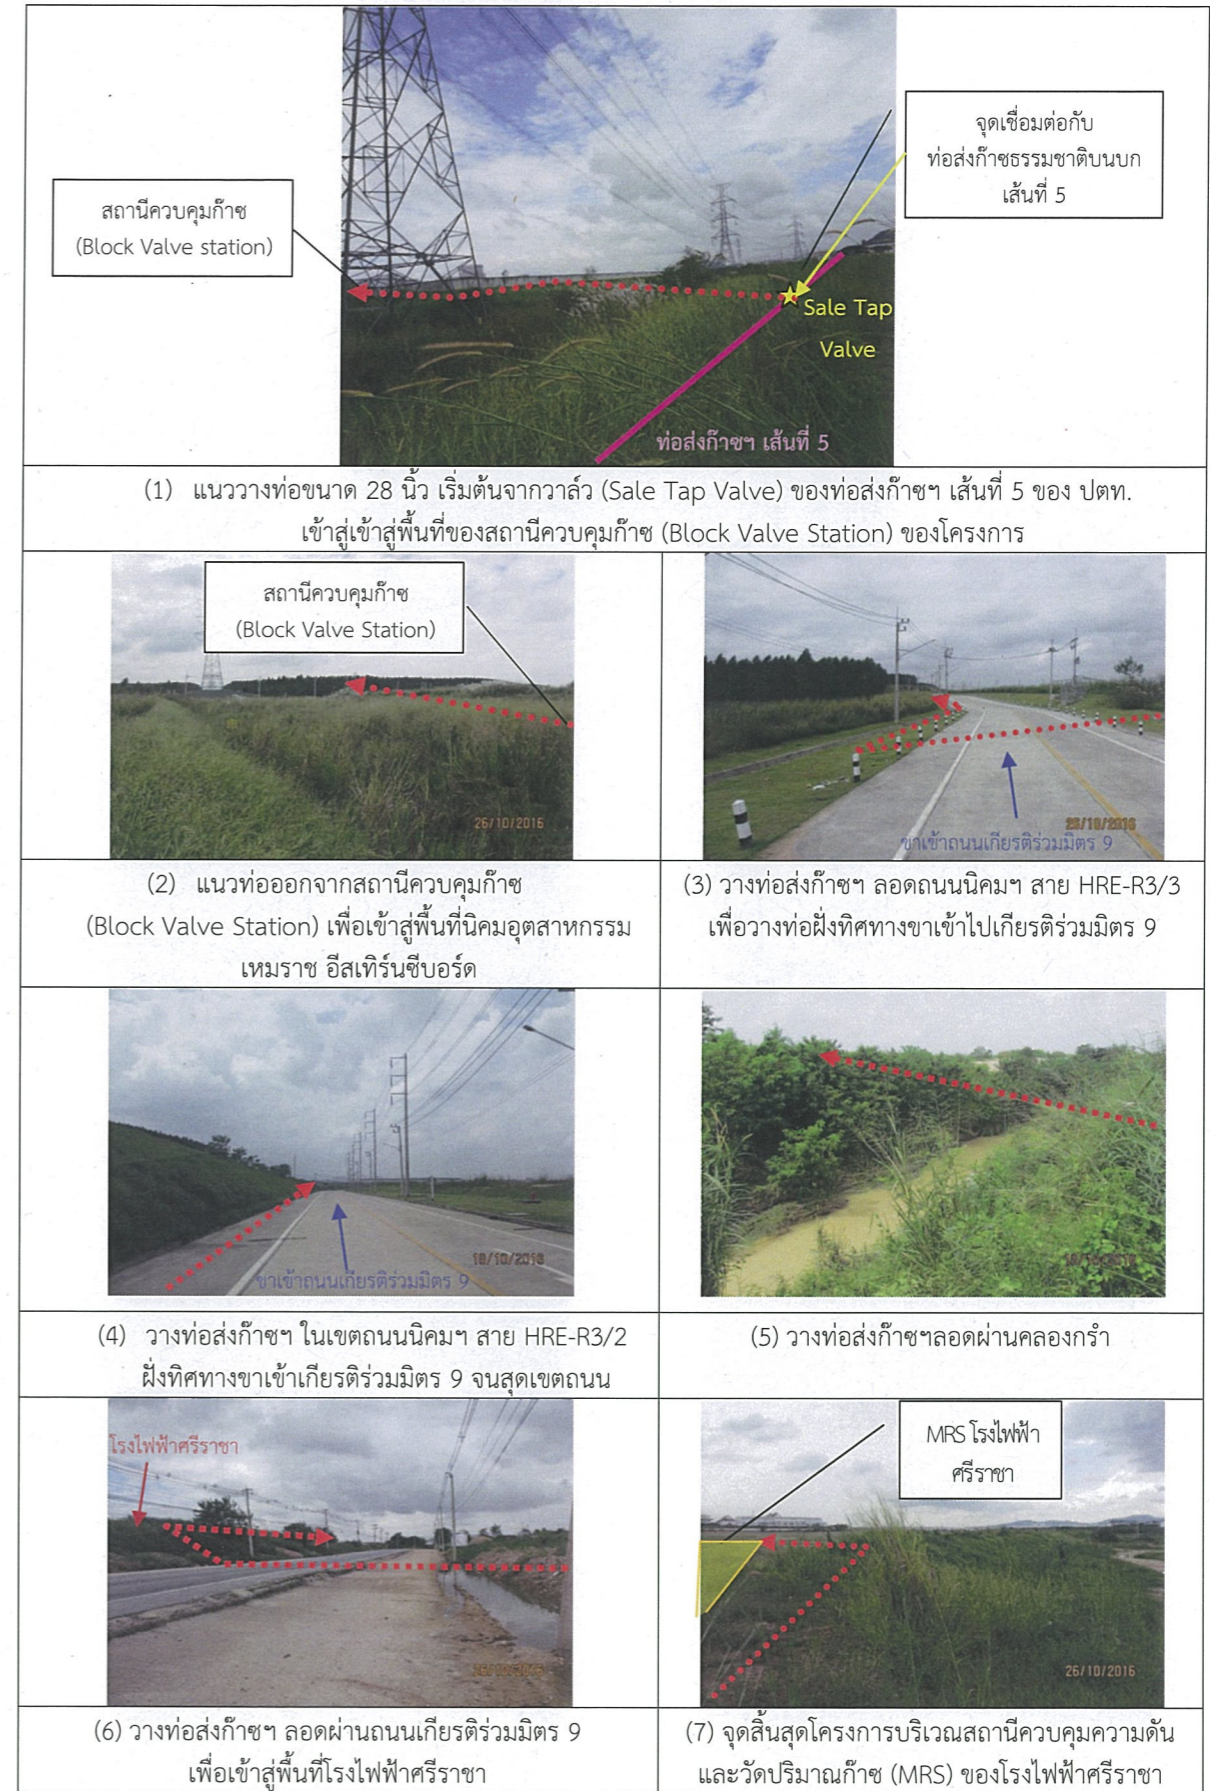 จุดเชื่อมต่อกับ
ท่อส่งก๊าซธรรมชาติบนบก
เส้นที่ 5
สถานีควบคุมก๊าซ
(Block Valve station)
Sale Tap
Valve
ท่อส่งก๊าซฯ เส้นที่ 5
(1) แนววางท่อขนาด 28 นิ้ว เริ่มต้นจากวาล์ว (Sale Tap Valve) ของท่อส่งก๊าซฯ เส้นที่ 5 ของ ปตท.
เข้าสู่เข้าสู่พื้นที่ของสถานีควบคุมก๊าซ (Block Valve Station) ของโครงการ
สถานีควบคุมก๊าซ
(Block Valve Station)
26/10/2016
(2) แนวท่อออกจากสถานีควบคุมก๊าซ
(Block Valve Station) เพื่อเข้าสู่พื้นที่นิคมอุตสาหกรรม
เหมราช อีสเทิร์นซีบอร์ด
26/10/2016
ขาเข้าถนนเกียรติร่วมมิตร 9
(3) วางท่อส่งก๊าซฯ ลอดถนนนิคมฯ สาย HRE-R3/3
เพื่อวางท่อฝั่งทิศทางขาเข้าไปเกียรติร่วมมิตร 9
18/10/2016
ขาเข้าถนนเกียรติร่วมมิตร 9
(4) วางท่อส่งก๊าซฯ ในเขตถนนนิคมฯ สาย HRE-R3/2
ฝั่งทิศทางขาเข้าเกียรติร่วมมิตร 9 จนสุดเขตถนน
(5) วางท่อส่งก๊าซฯลอดผ่านคลองกรำ
โรงไฟฟ้าศรีราชา
26/10/2016
(6) วางท่อส่งก๊าซฯ ลอดผ่านถนนเกียรติร่วมมิตร 9
เพื่อเข้าสู่พื้นที่โรงไฟฟ้าศรีราชา
MRS โรงไฟฟ้า
ศรีราชา
26/10/2016
(7) จุดสิ้นสุดโครงการบริเวณสถานีควบคุมความดัน
และวัดปริมาณก๊าซ (MRS) ของโรงไฟฟ้าศรีราชา